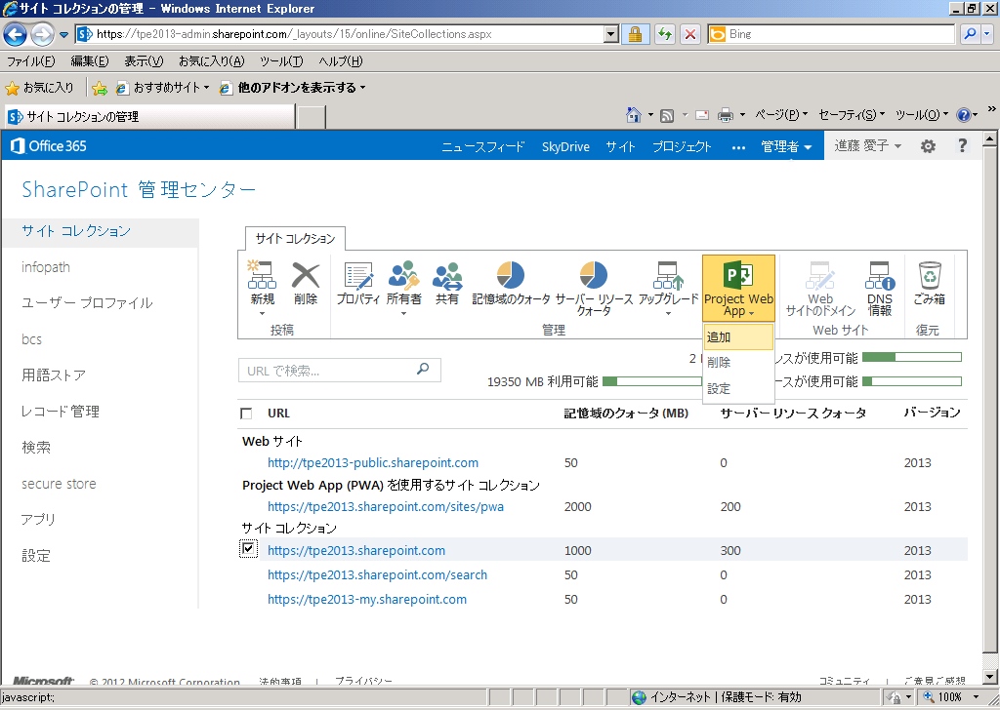 サイト コレクションの管理 - Windows Internet Explorer
https://tpe2013-admin.sharepoint.com/_layouts/15/online/SiteCollections.aspx
Bing
ファイル(F) 編集(E) 表示(V) お気に入り(A) ツール(T) ヘルプ(H)
お気に入り おすすめサイト 他のアドオンを表示する
サイト コレクションの管理 ページ(P) セーフティ(S) ツール(O) »
Office 365 ニュースフィード SkyDrive サイト プロジェクト ... 管理者 進藤 愛子 ?
SharePoint 管理センター
サイト コレクション
infopath
ユーザー プロファイル
bcs
用語ストア
レコード管理
検索
secure store
アプリ
設定
サイト コレクション
新規 削除 プロパティ 所有者 共有 記憶域のクォータ サーバー リソース クォータ アップグレード Project Web App Web サイトのドメイン DNS 情報 ごみ箱
投稿 管理 Web サイト 復元
追加
削除
設定
URL で検索...
2 スが使用可能
19350 MB 利用可能 スが使用可能
URL 記憶域のクォータ (MB) サーバー リソース クォータ バージョン
Web サイト
http://tpe2013-public.sharepoint.com 50 0 2013
Project Web App (PWA) を使用するサイト コレクション
https://tpe2013.sharepoint.com/sites/pwa 2000 200 2013
サイト コレクション
https://tpe2013.sharepoint.com 1000 300 2013
https://tpe2013.sharepoint.com/search 50 0 2013
https://tpe2013-my.sharepoint.com 50 0 2013
Microsoft © 2012 Microsoft Corporation 法的事項 | プライバシー コミュニティ | ご意見ご感想
javascript:; インターネット | 保護モード: 有効 100%